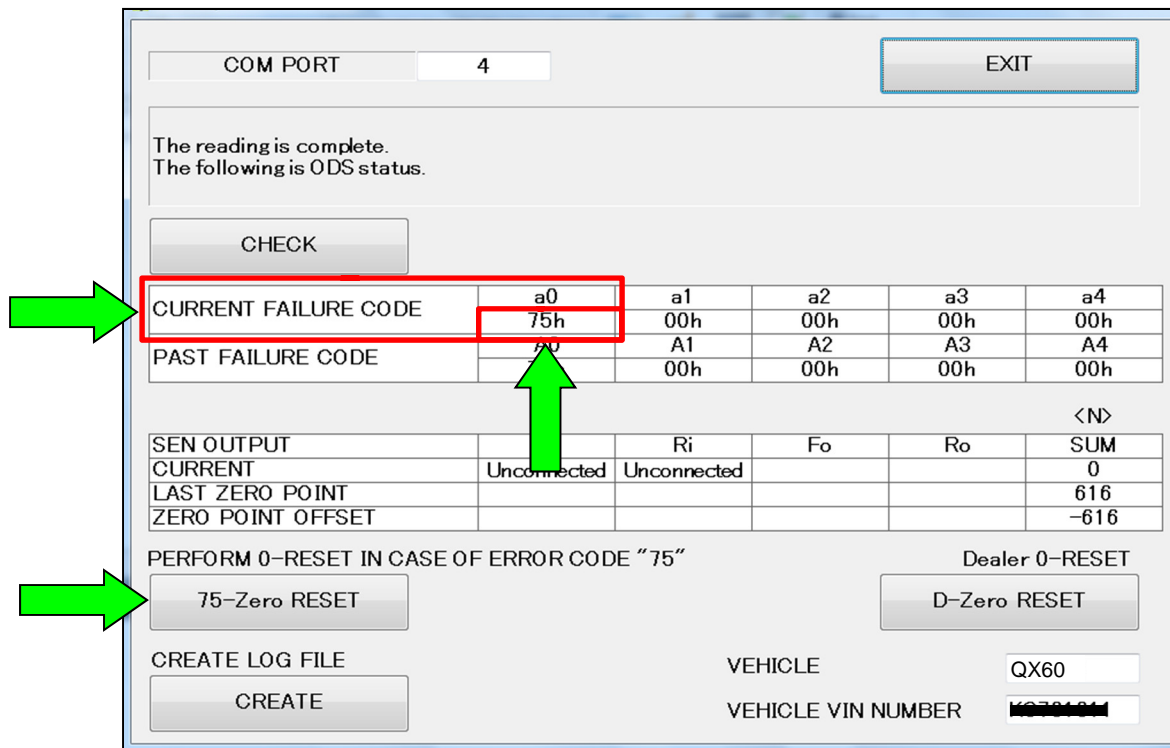 COM PORT 4 EXIT
The reading is complete.
The following is ODS status.
CHECK
CURRENT FAILURE CODE a0 a1 a2 a3 a4
75h 00h 00h 00h 00h
PAST FAILURE CODE A0 A1 A2 A3 A4
00h 00h 00h 00h
<N>
SEN OUTPUT Ri Fo Ro SUM
CURRENT Unconnected Unconnected 0
LAST ZERO POINT 616
ZERO POINT OFFSET -616
PERFORM 0-RESET IN CASE OF ERROR CODE "75" Dealer 0-RESET
75-Zero RESET D-Zero RESET
CREATE LOG FILE
CREATE
VEHICLE QX60
VEHICLE VIN NUMBER